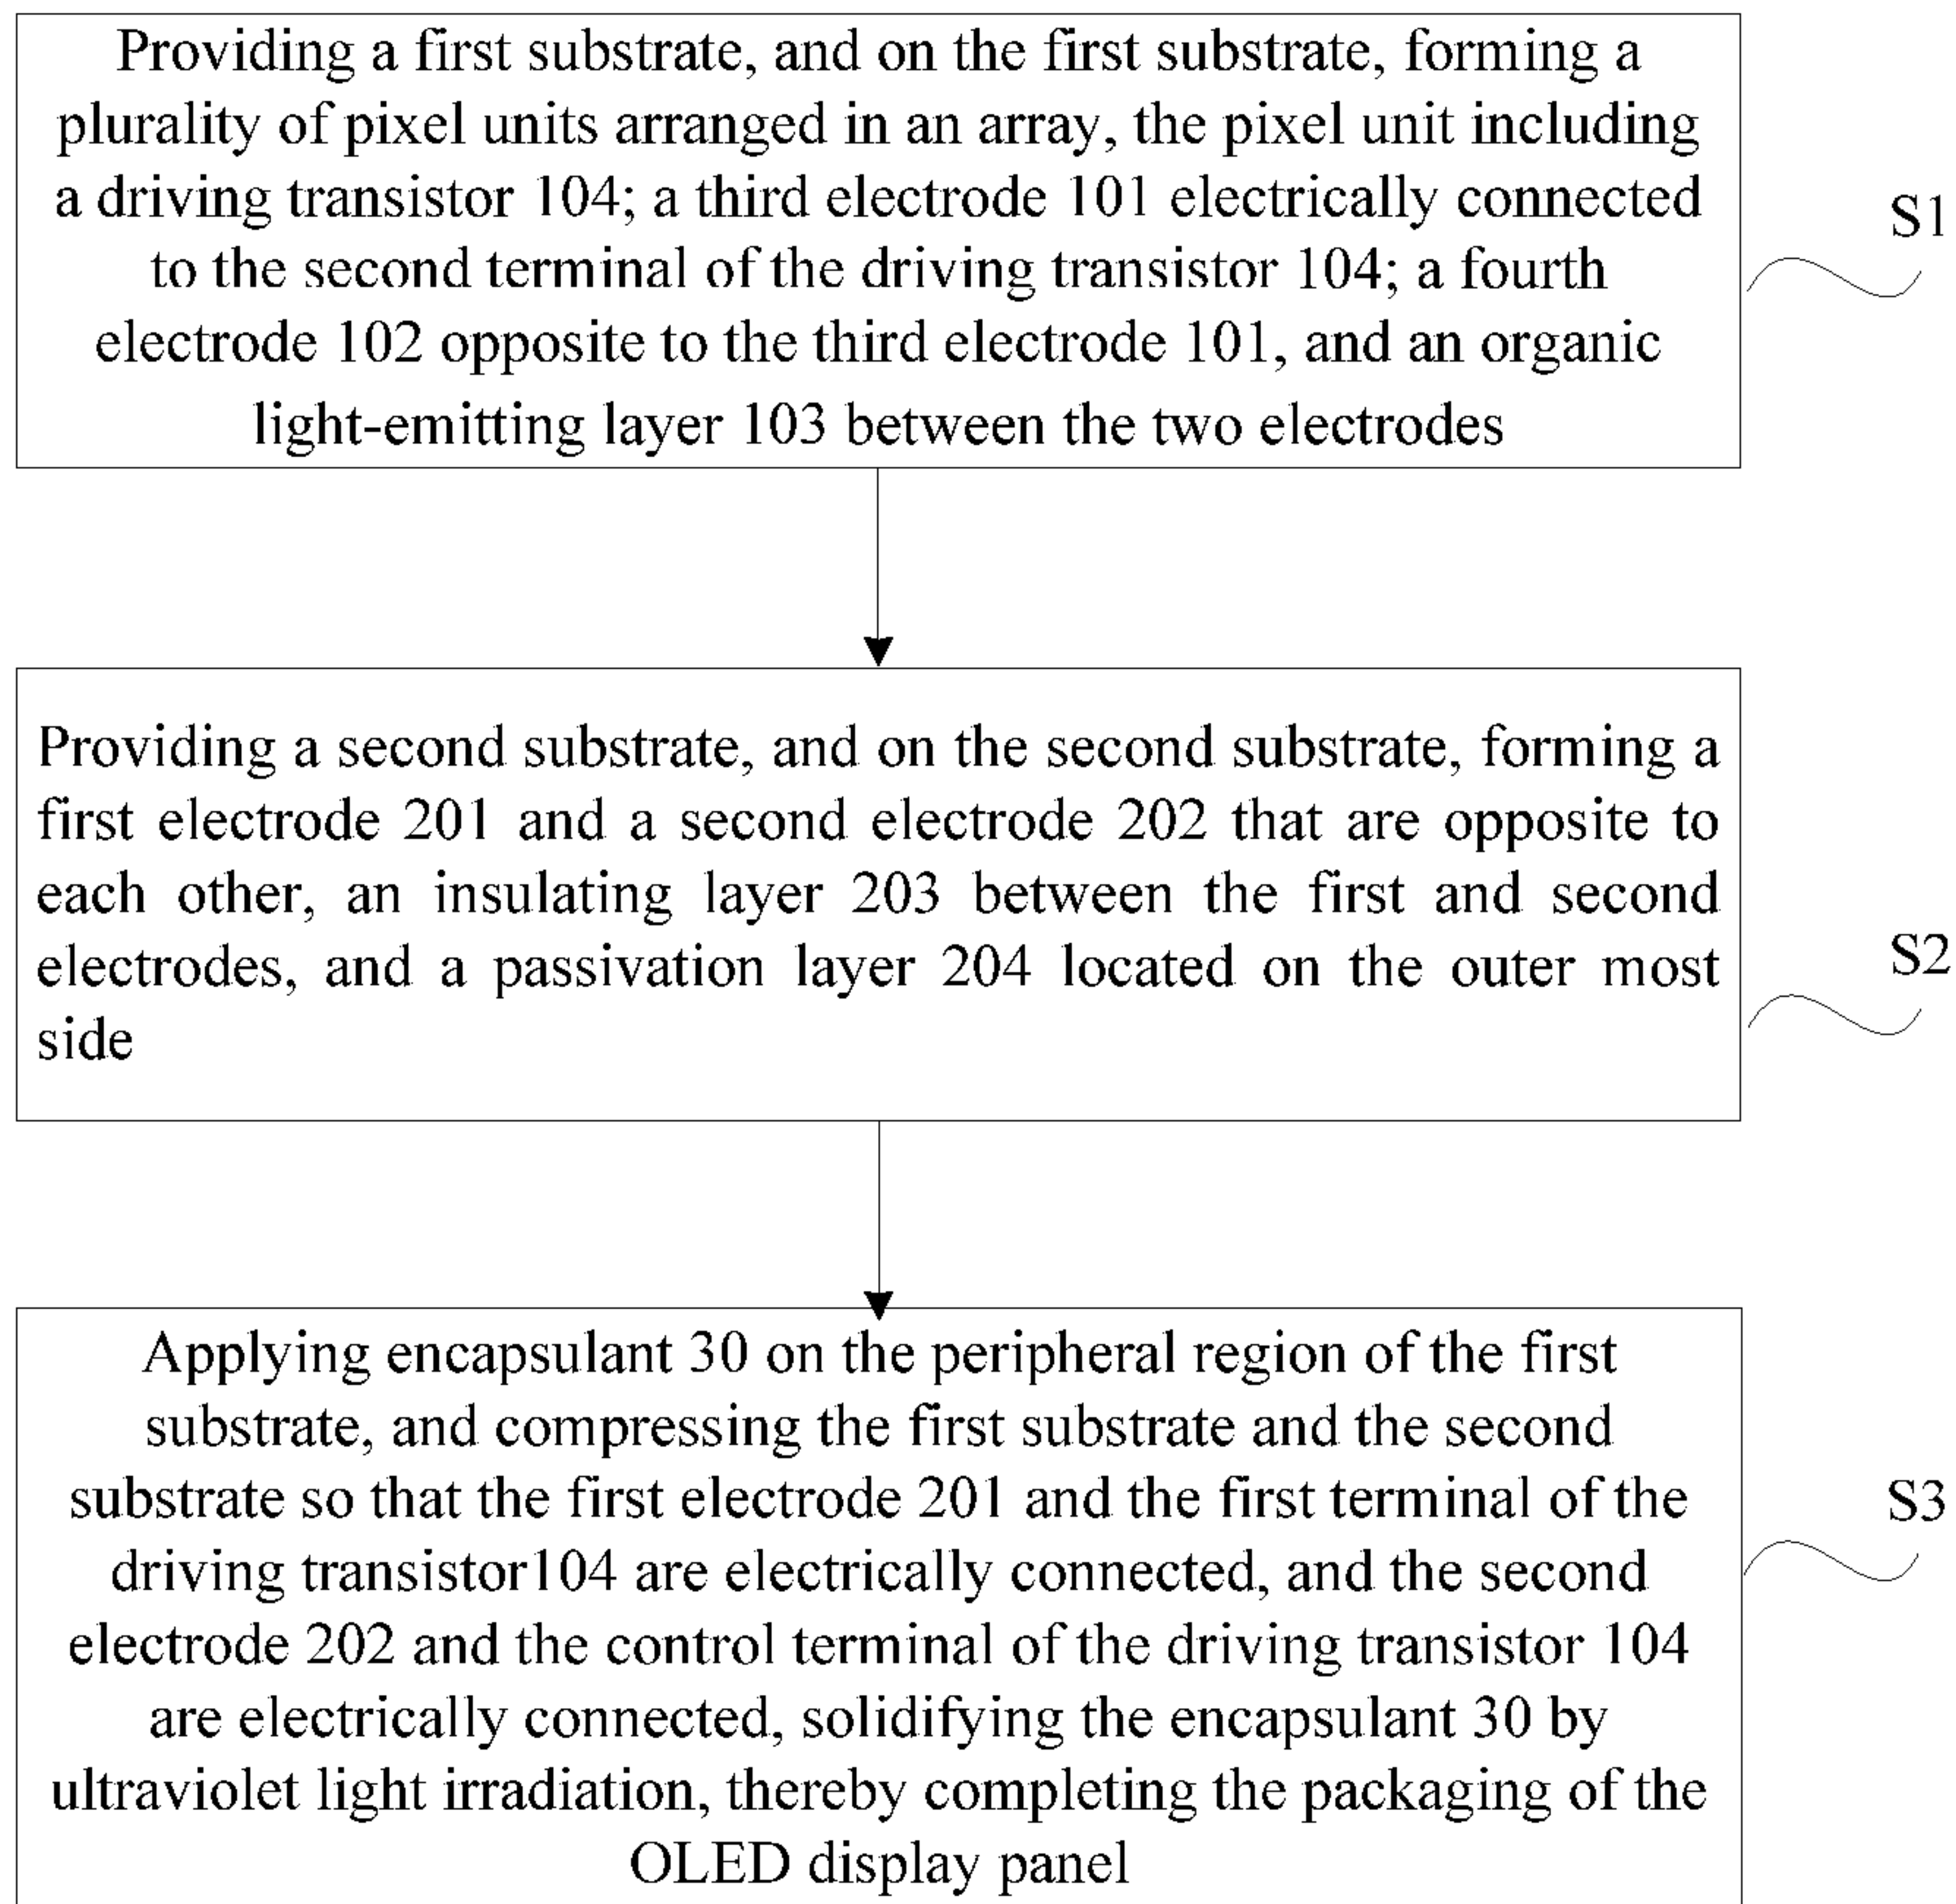 Providing a first substrate, and on the first substrate, forming a
plurality of pixel units arranged in an array, the pixel unit including
a driving transistor 104; a third electrode 101 electrically connected
to the second terminal of the driving transistor 104; a fourth
electrode 102 opposite to the third electrode 101, and an organic
light-emitting layer 103 between the two electrodes
S1
Providing a second substrate, and on the second substrate, forming a
first electrode 201 and a second electrode 202 that are opposite to
each other, an insulating layer 203 between the first and second
electrodes, and a passivation layer 204 located on the outer most
side
S2
Applying encapsulant 30 on the peripheral region of the first
substrate, and compressing the first substrate and the second
substrate so that the first electrode 201 and the first terminal of the
driving transistor104 are electrically connected, and the second
electrode 202 and the control terminal of the driving transistor 104
are electrically connected, solidifying the encapsulant 30 by
ultraviolet light irradiation, thereby completing the packaging of the
OLED display panel
S3